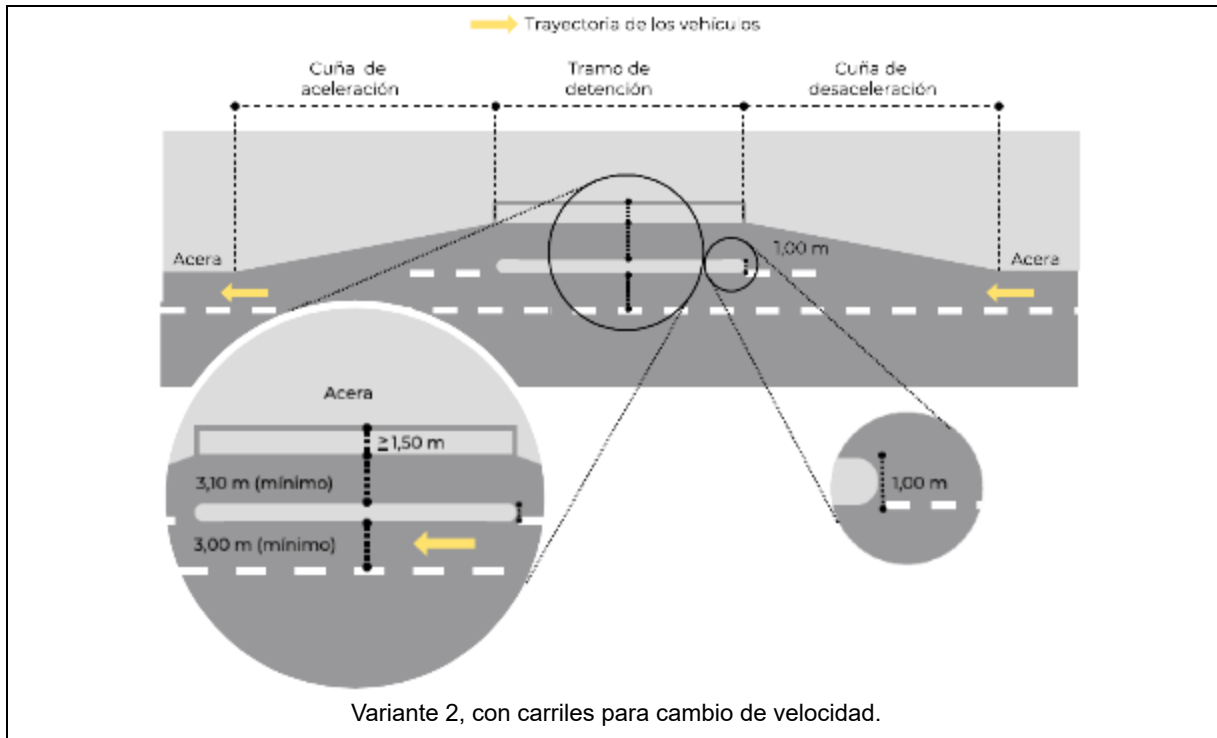 Trayectoria de los vehículos
Cuña de
aceleración
Tramo de
detención
Cuña de
desaceleración
Acera
1,00 m
Acera
Acera
≥1,50 m
3,10 m (mínimo)
3,00 m (mínimo)
1,00 m
Variante 2, con carriles para cambio de velocidad.